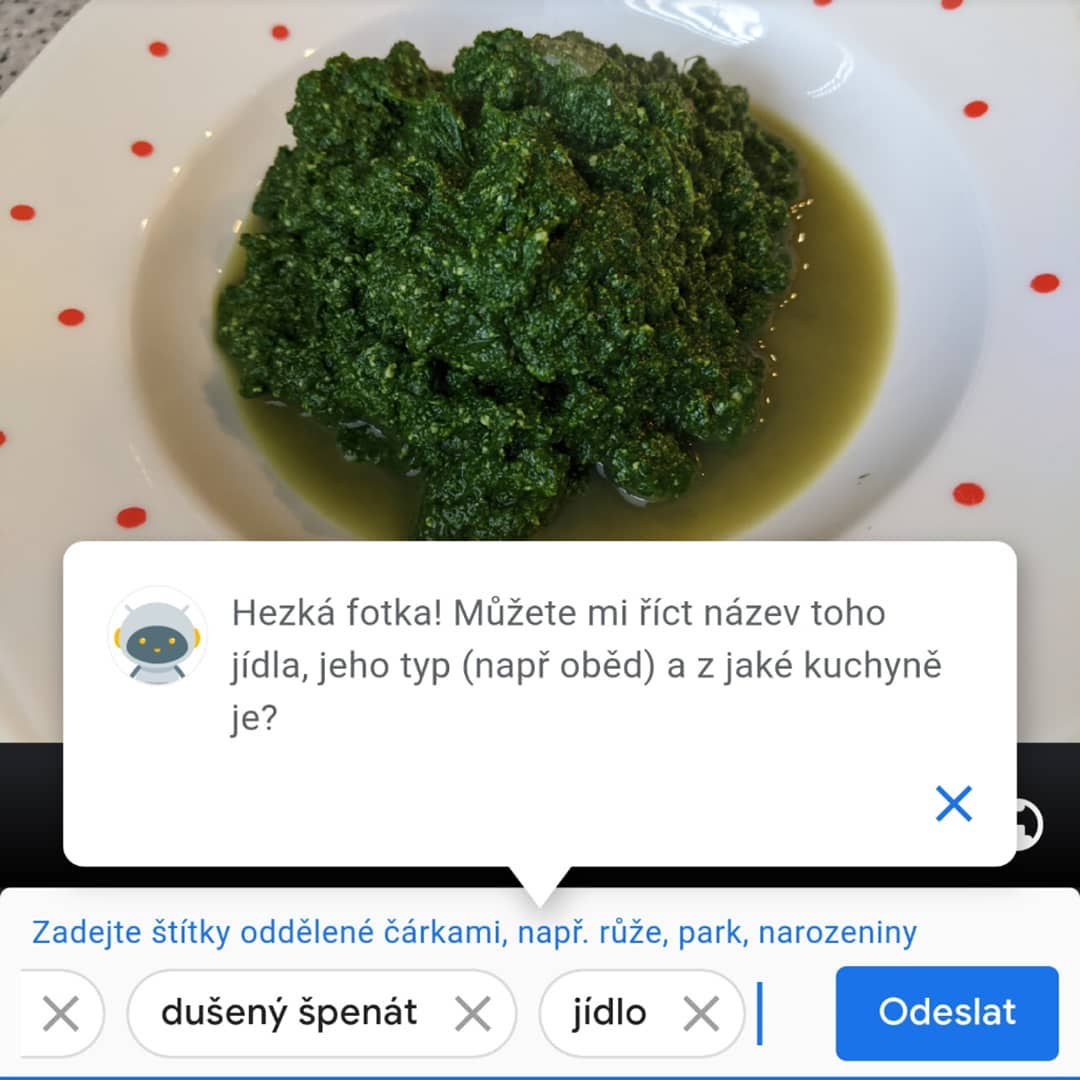 Hezká fotka! Můžete mi říct název toho
jídla, jeho typ (např oběd) a z jaké kuchyně
je?
Zadejte štítky oddělené čárkami, např. růže, park, narozeniny
dušený špenát
jídlo
Odeslat